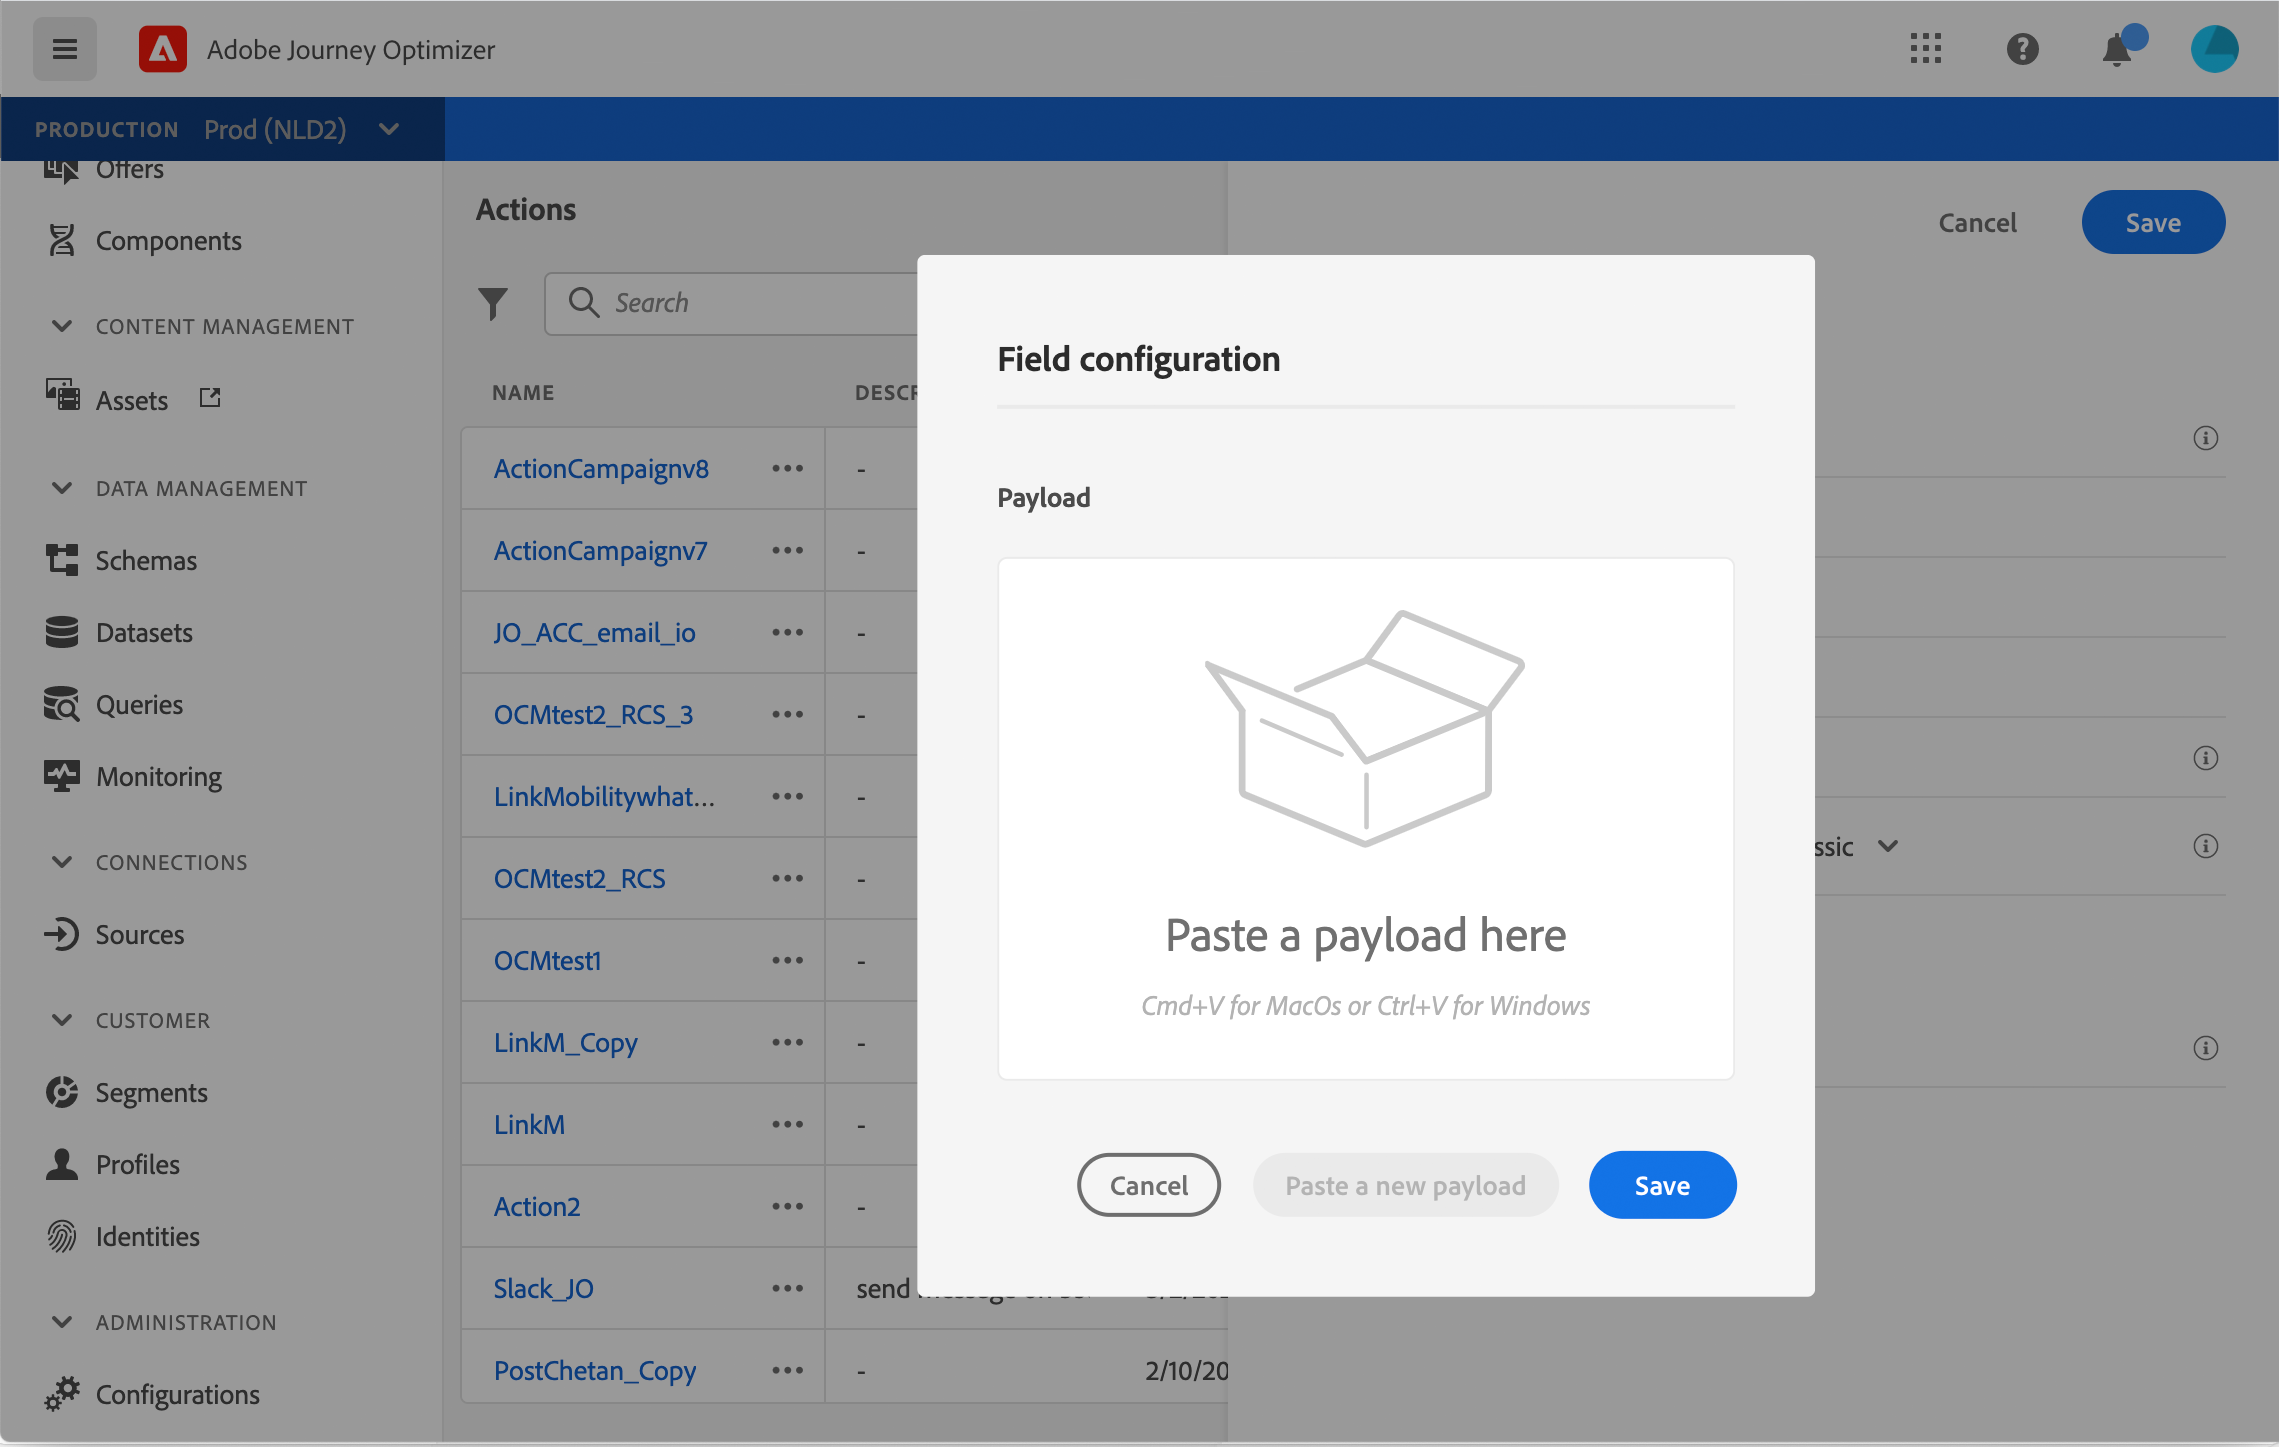 Adobe Journey Optimizer
PRODUCTION Prod (NLD2)
Offers
Components
CONTENT MANAGEMENT
Assets
DATA MANAGEMENT
Schemas
Datasets
Queries
Monitoring
CONNECTIONS
Sources
CUSTOMER
Segments
Profiles
Identities
ADMINISTRATION
Configurations
Actions
Search
NAME
ActionCampaignv8 -
ActionCampaignv7 -
JO_ACC_email_io -
OCMtest2_RCS_3 -
LinkMobilitywhat... -
OCMtest2_RCS -
OCMtest1 -
LinkM_Copy -
LinkM -
Action2 -
Slack_JO send
PostChetan_Copy - 2/10/20
Cancel Save
Field configuration
Payload
Paste a payload here
Cmd+V for MacOs or Ctrl+V for Windows
Cancel Paste a new payload Save